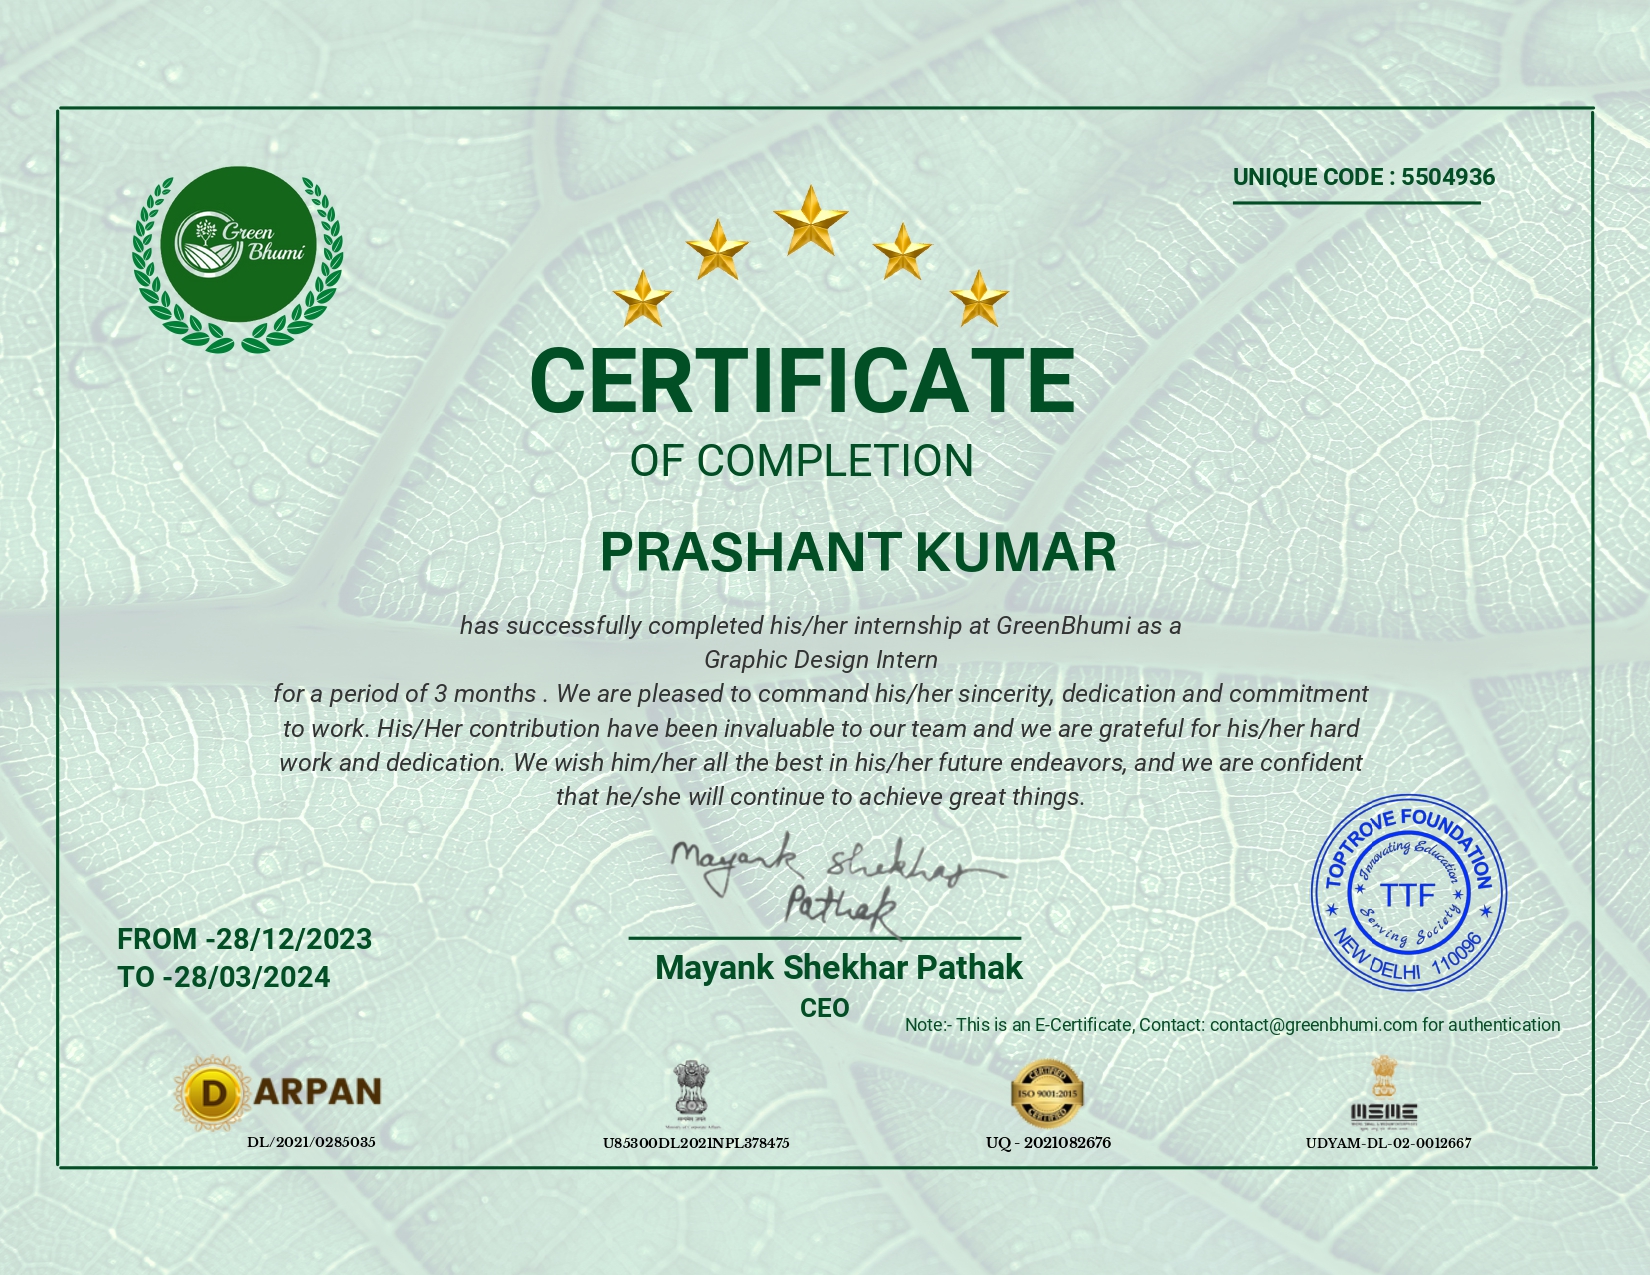 UNIQUE CODE : 5504936
Green
Bhumi
CERTIFICATE
OF COMPLETION
PRASHANT KUMAR
has successfully completed his/her internship at GreenBhumi as a
Graphic Design Intern
for a period of 3 months . We are pleased to command his/her sincerity, dedication and commitment
to work. His/Her contribution have been invaluable to our team and we are grateful for his/her hard
work and dedication. We wish him/her all the best in his/her future endeavors, and we are confident
that he/she will continue to achieve great things.
Mayank Shekhar
Pathak
TOPTROVE FOUNDATION
Innovating Education
TTF
Serving Society
NEW DELHI 110096
FROM -28/12/2023
TO -28/03/2024
Mayank Shekhar Pathak
CEO
Note:- This is an E-Certificate, Contact: contact@greenbhumi.com for authentication
D ARPAN
DL/2021/0285035
U85300DL2021NPL378475
CERTIFIED
ISO 9001:2015
CERTIFIED
UQ - 2021082676
MSME
UDYAM-DL-02-0012667